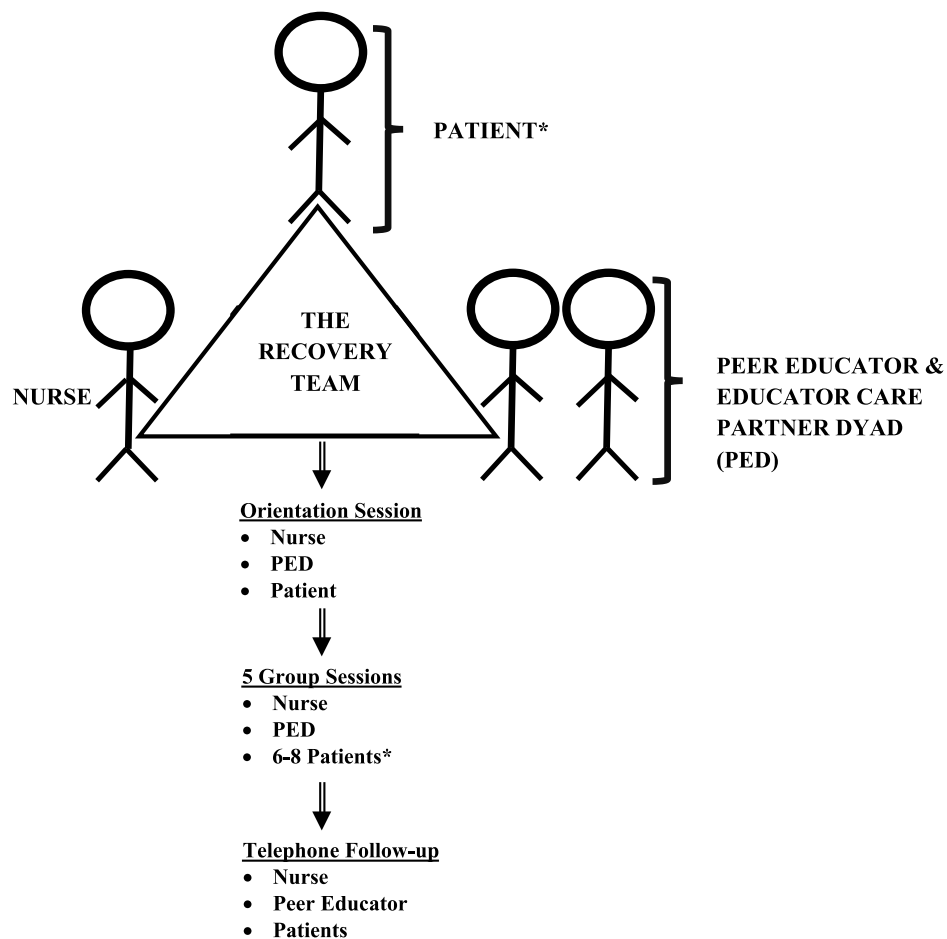 PATIENT*
THE
RECOVERY
TEAM
NURSE
PEER EDUCATOR &
EDUCATOR CARE
PARTNER DYAD
(PED)
Orientation Session
• Nurse
• PED
• Patient
5 Group Sessions
• Nurse
• PED
• 6-8 Patients*
Telephone Follow-up
• Nurse
• Peer Educator
• Patients